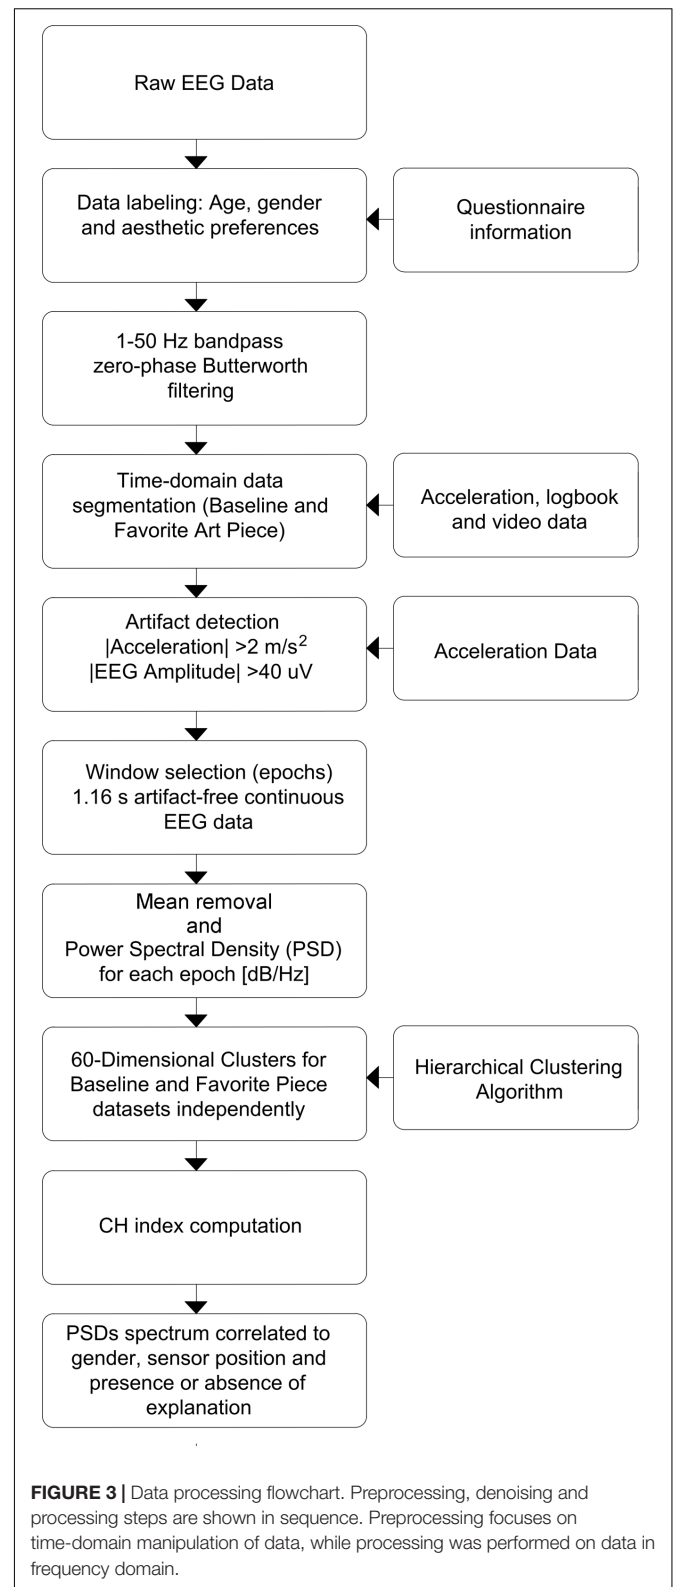 Raw EEG Data
Data labeling: Age, gender
and aesthetic preferences
Questionnaire
information
1-50 Hz bandpass
zero-phase Butterworth
filtering
Time-domain data
segmentation (Baseline and
Favorite Art Piece)
Acceleration, logbook
and video data
Artifact detection
|Acceleration| >2 m/s²
|EEG Amplitude| >40 uV
Acceleration Data
Window selection (epochs)
1.16 s artifact-free continuous
EEG data
Mean removal
and
Power Spectral Density (PSD)
for each epoch [dB/Hz]
60-Dimensional Clusters for
Baseline and Favorite Piece
datasets independently
Hierarchical Clustering
Algorithm
CH index computation
PSDs spectrum correlated to
gender, sensor position and
presence or absence of
explanation
FIGURE 3 | Data processing flowchart. Preprocessing, denoising and
processing steps are shown in sequence. Preprocessing focuses on
time-domain manipulation of data, while processing was performed on data in
frequency domain.